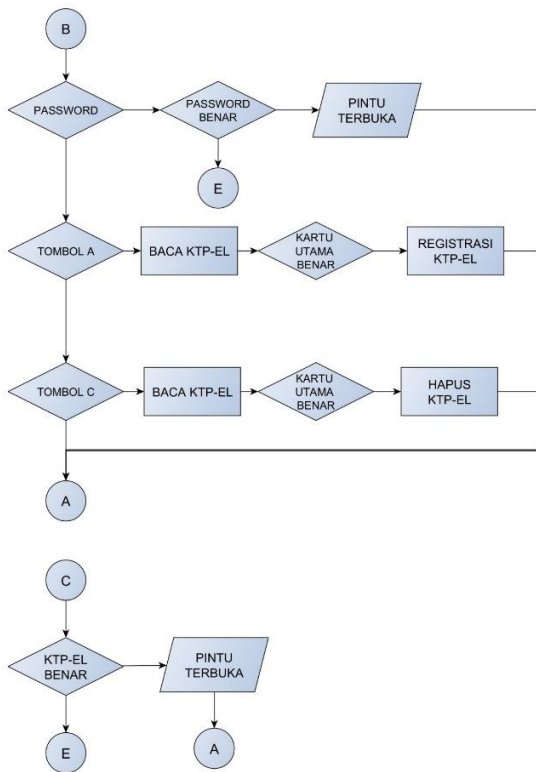 B
PASSWORD
PASSWORD
BENAR
PINTU
TERBUKA
E
TOMBOL A
BACA KTP-EL
KARTU
UTAMA
BENAR
REGISTRASI
KTP-EL
TOMBOL C
BACA KTP-EL
KARTU
UTAMA
BENAR
HAPUS
KTP-EL
A
C
KTP-EL
BENAR
PINTU
TERBUKA
E
A